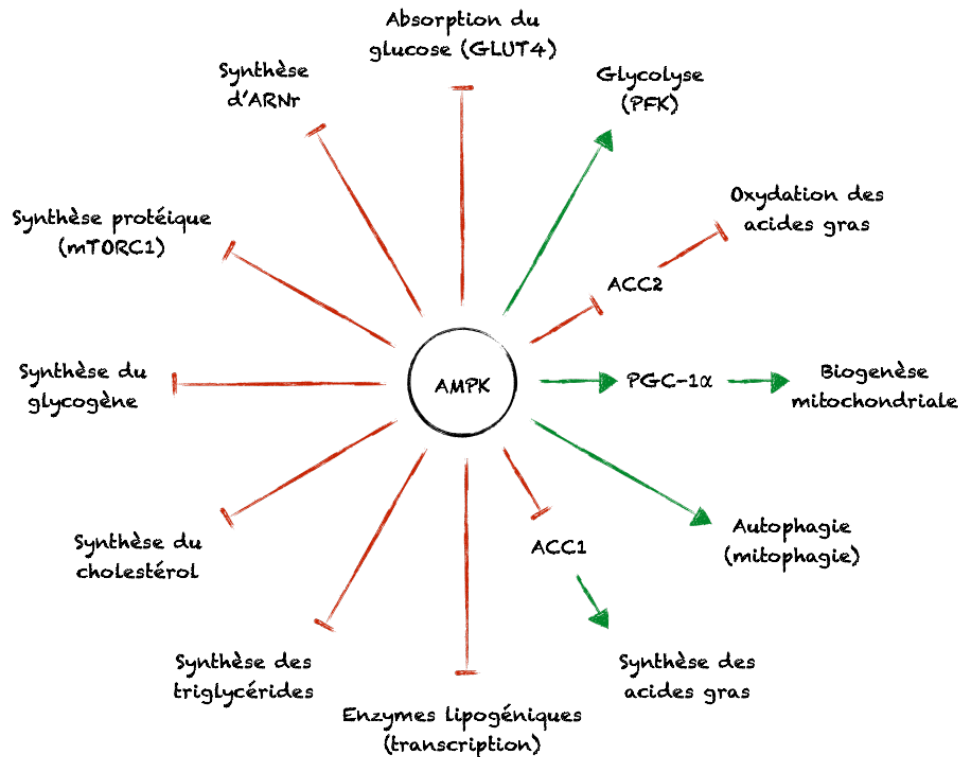 Absorption du
glucose (GLUT4)
Synthèse
d'ARNr
Glycolyse
(PFK)
Oxydation des
acides gras
Synthèse protéique
(mTORC1)
ACC2
Synthèse du
glycogène
AMPK
PGC-1α
Biogenèse
mitochondriale
Synthèse du
cholestérol
ACC1
Autophagie
(mitophagie)
Synthèse des
triglycérides
Synthèse des
acides gras
Enzymes lipogéniques
(transcription)